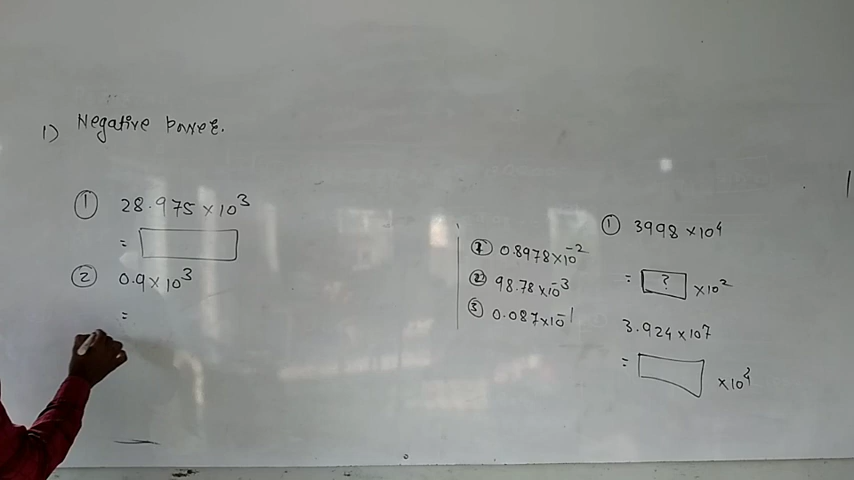 1) Negative Power.
① 28.975 × 10³
=
② 0.9 × 10³
=
① 0.8978 × 10⁻²
② 98.78 × 10⁻³
③ 0.087 × 10⁻¹
① 3998 × 10⁴
= ? × 10²
3.924 × 10⁷
= × 10